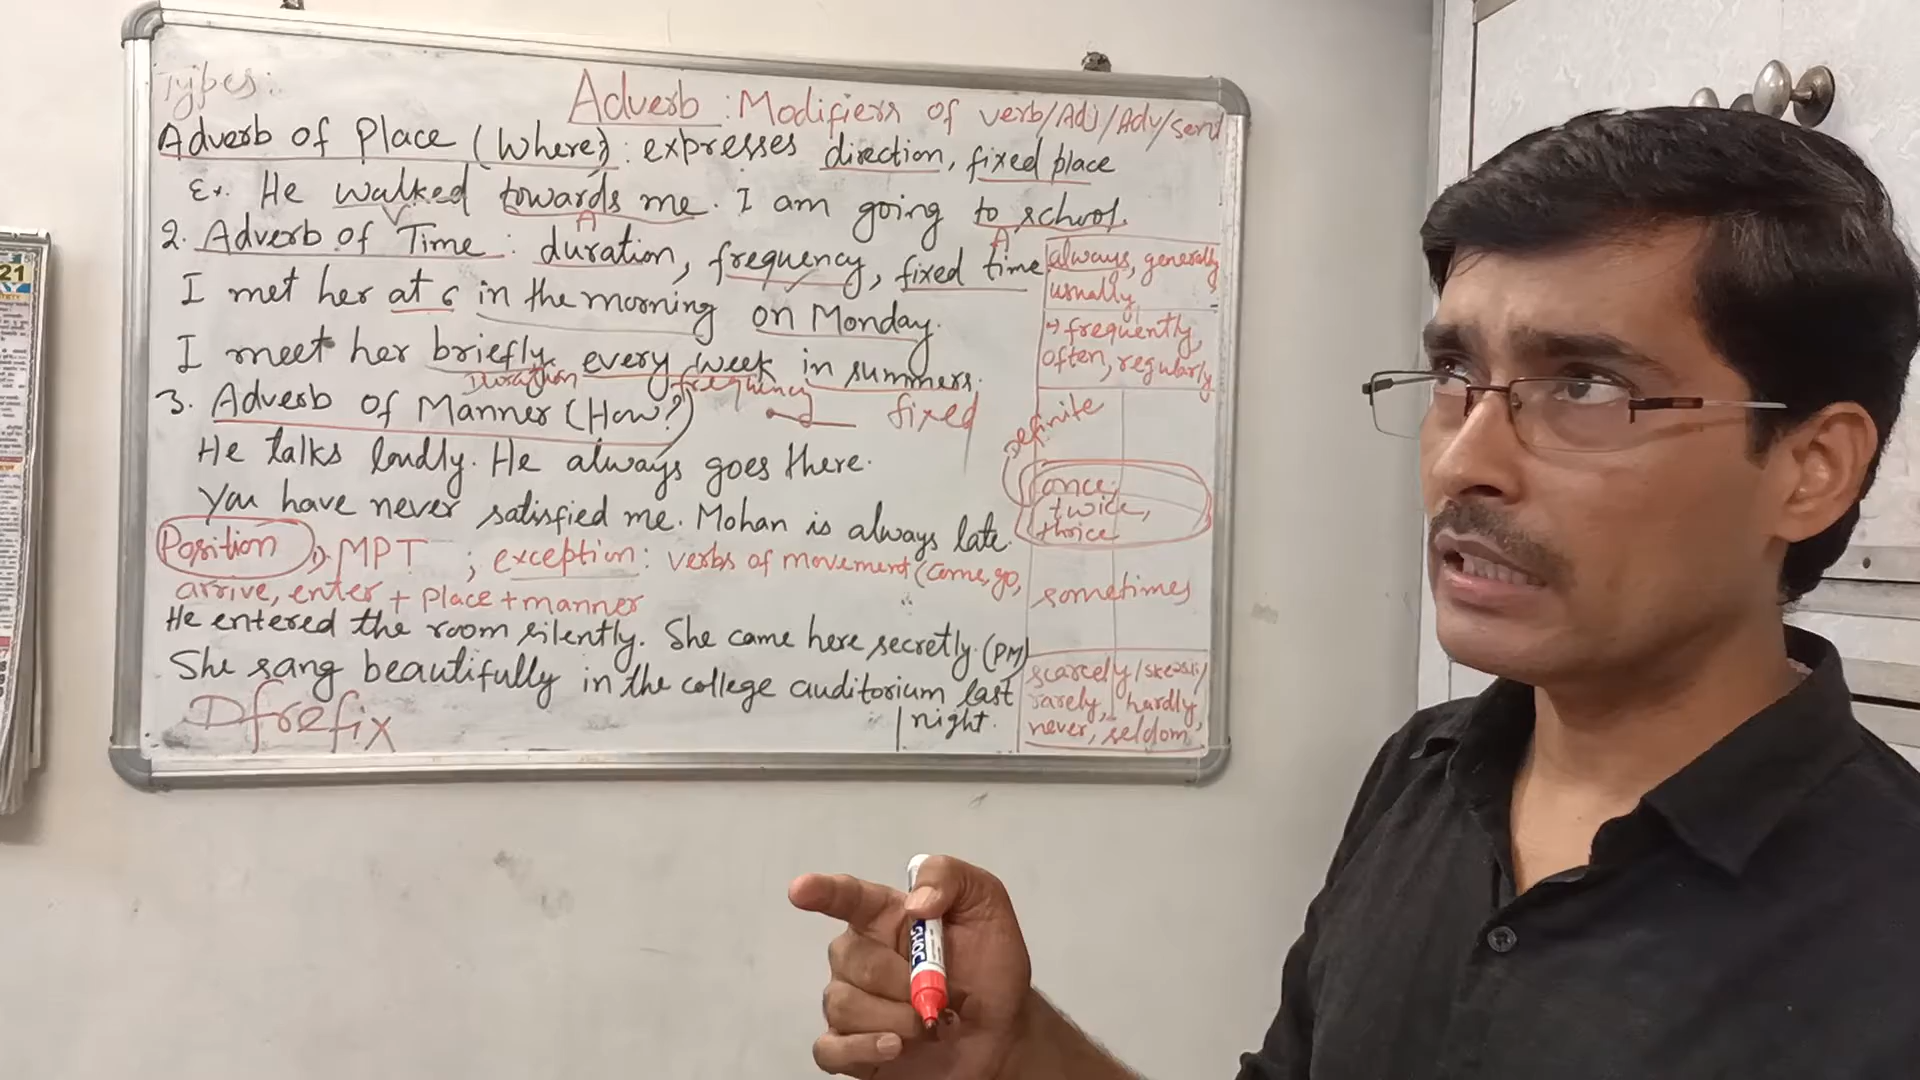 Types:
Adverb : Modifiers of verb/Adj/Adv/sent
Adverb of Place (Where?): expresses direction, fixed place
Ex. He walked towards me. I am going to school.
V A A
2. Adverb of Time : duration, frequency, fixed time
I met her at 6 in the morning on Monday.
I meet her briefly every week in summers.
Duration frequency fixed
3. Adverb of Manner (How?)
He talks loudly. He always goes there.
You have never satisfied me. Mohan is always late.
Position 1) MPT ; exception: verbs of movement (come, go,
arrive, enter + place + manner
He entered the room silently. She came here secretly. (PM)
She sang beautifully in the college auditorium last
night.
Dfrefix
always, generally
usually
→ frequently,
often, regularly
Definite
once,
twice,
thrice
sometimes
scarcely/
rarely, hardly
never, seldom
21
CHOC